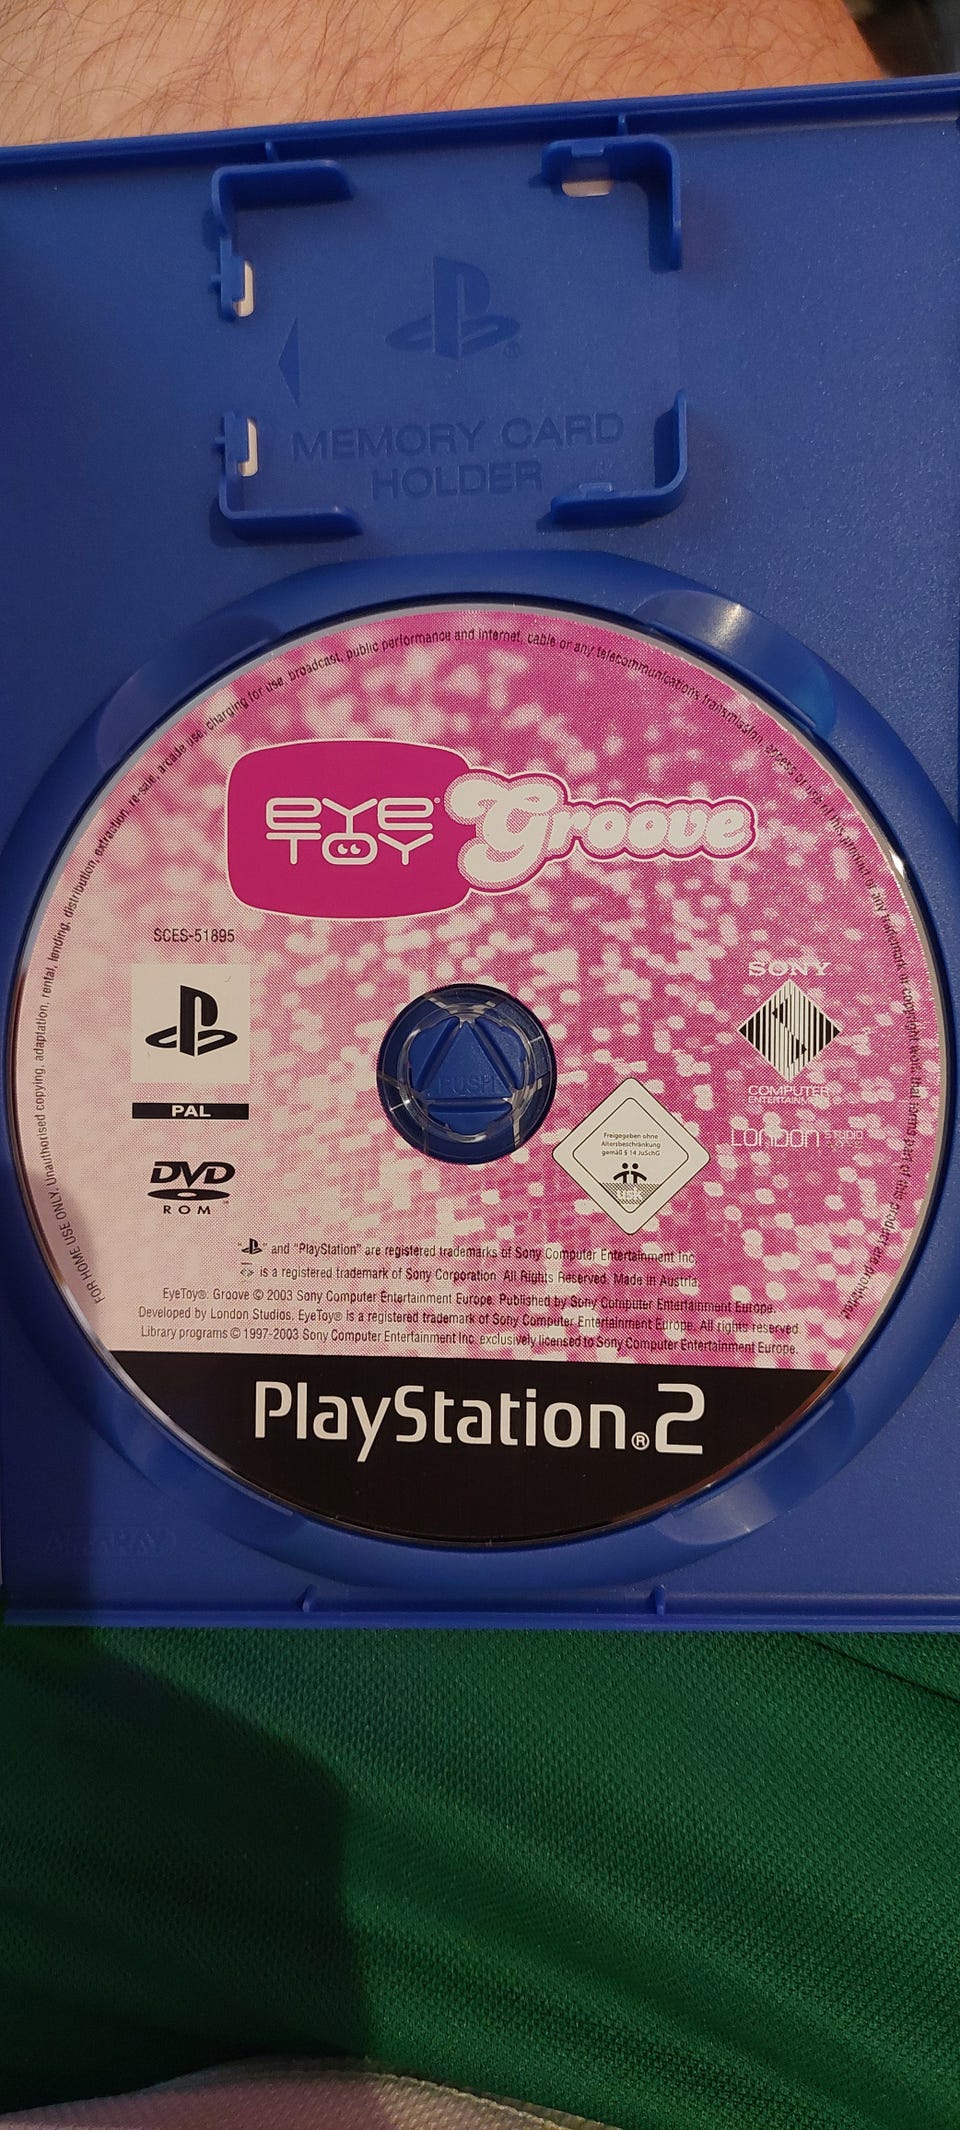 MEMORY CARD
HOLDER
FOR HOME USE ONLY. Unauthorised copying, adaptation, rental, lending, distribution, extraction, re-sale, arcade use, charging for use, broadcast, public performance and internet, cable or any telecommunications transmission, access or use
EYE
TOY
Groove
SCES-51895
PAL
DVD
ROM
PUSH
SONY
COMPUTER
ENTERTAINMENT
LONDON STUDIO
Freigegeben ohne
Altersbeschränkung
gemäß § 14 JuSchG
usk
" " and "PlayStation" are registered trademarks of Sony Computer Entertainment Inc.
is a registered trademark of Sony Corporation. All Rights Reserved. Made in Austria.
EyeToy®: Groove © 2003 Sony Computer Entertainment Europe. Published by Sony Computer Entertainment Europe.
Developed by London Studios. EyeToy® is a registered trademark of Sony Computer Entertainment Europe. All rights reserved.
Library programs © 1997-2003 Sony Computer Entertainment Inc. exclusively licensed to Sony Computer Entertainment Europe.
PlayStation®2